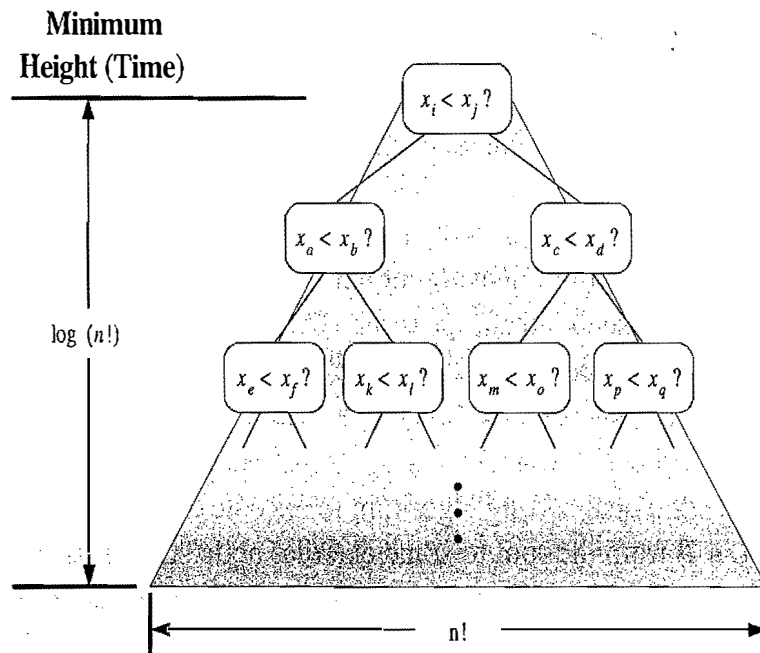 Minimum
Height (Time)
x_i < x_j ?
x_a < x_b ?
x_c < x_d ?
log (n!)
x_e < x_f ?
x_k < x_l ?
x_m < x_o ?
x_p < x_q ?
n!